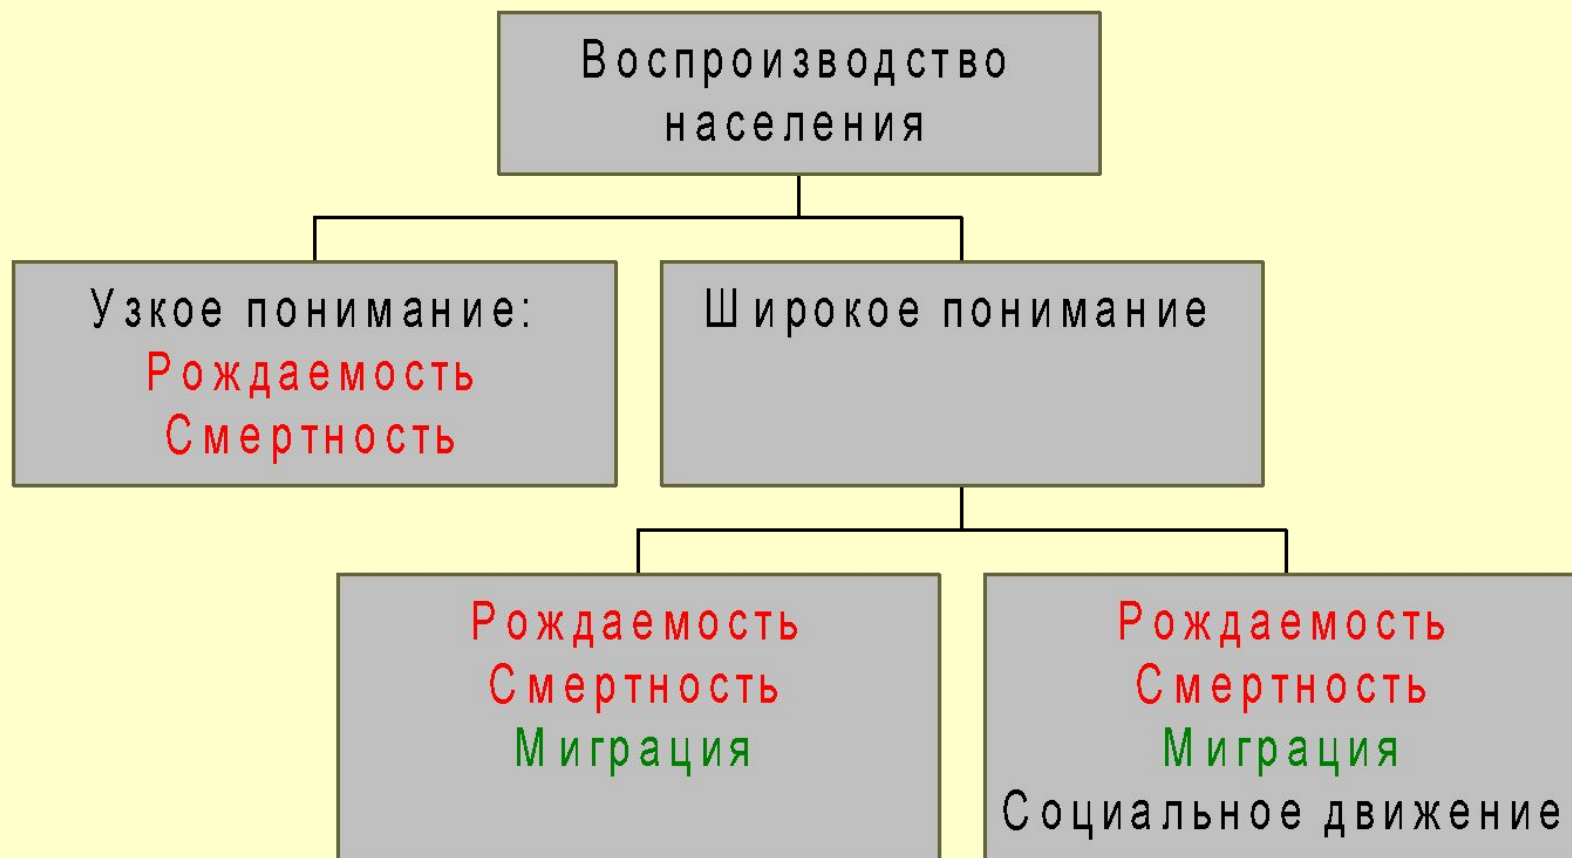 Воспроизводство
населения
Узкое понимание:
Рождаемость
Смертность
Широкое понимание
Рождаемость
Смертность
Миграция
Рождаемость
Смертность
Миграция
Социальное движение